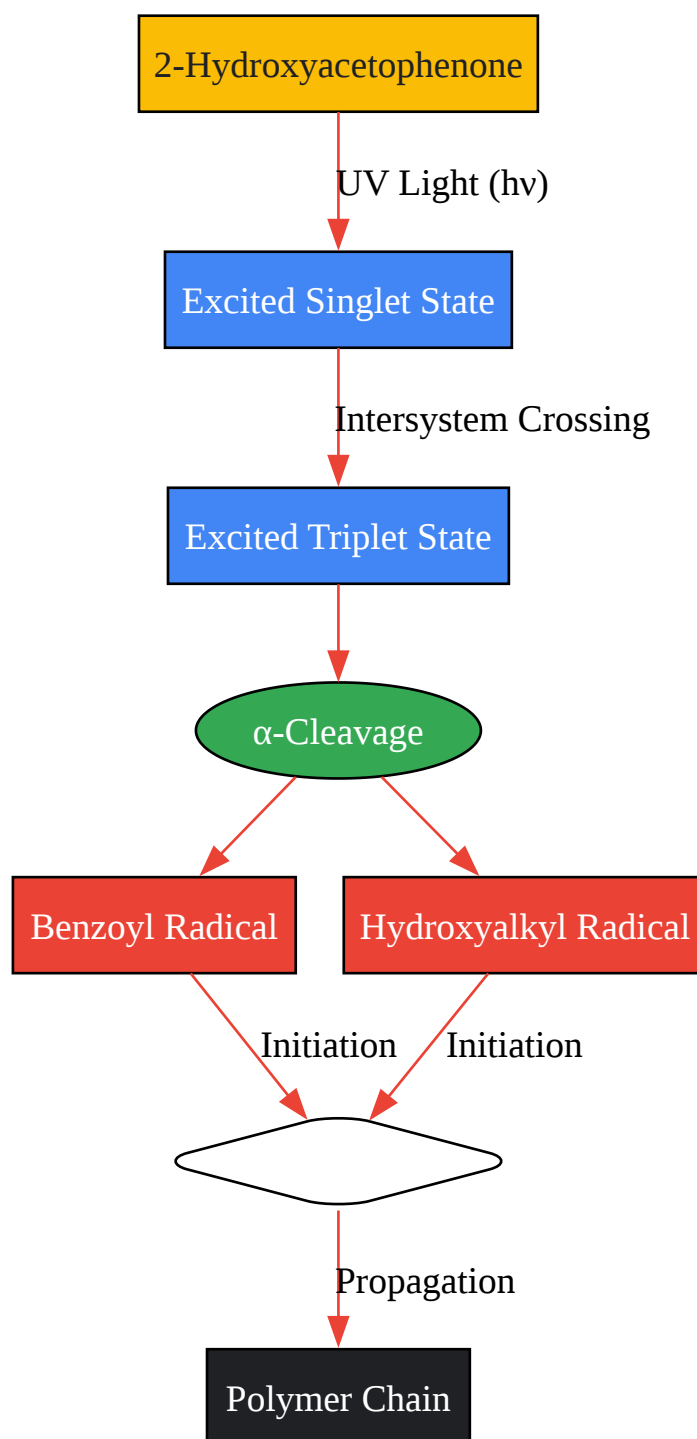 2-Hydroxyacetophenone
UV Light (hν)
Excited Singlet State
Intersystem Crossing
Excited Triplet State
α-Cleavage
Benzoyl Radical
Hydroxyalkyl Radical
Initiation
Initiation
Propagation
Polymer Chain